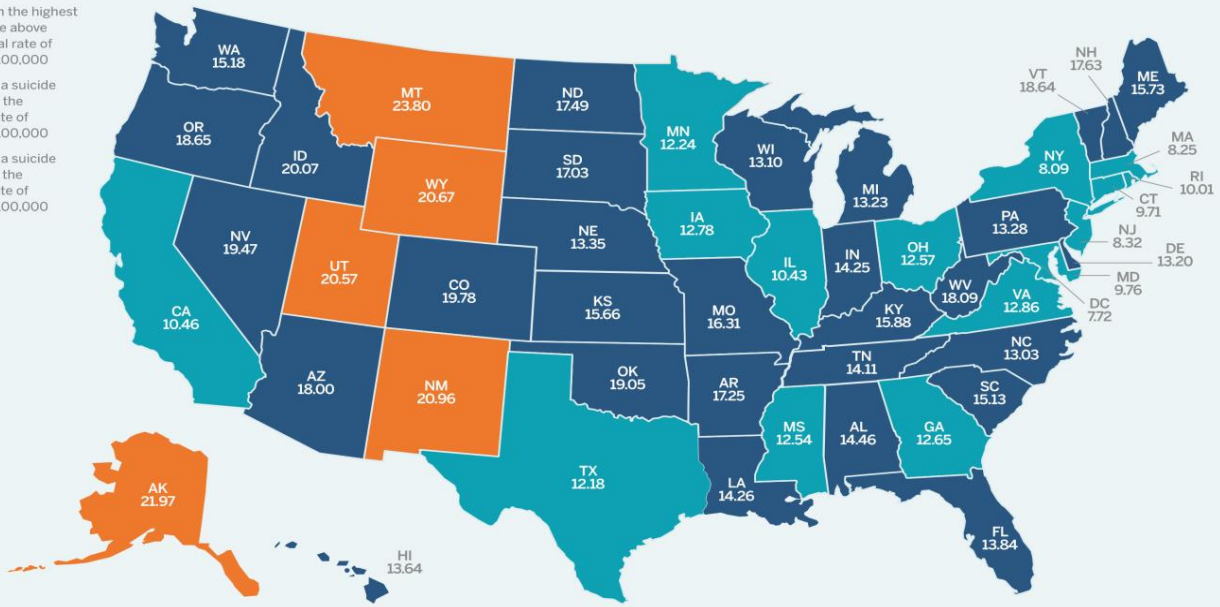 the highest
e above
al rate of
00,000
a suicide
the
te of
00,000
a suicide
the
te of
00,000
WA
15.18
OR
18.65
ID
20.07
MT
23.80
WY
20.67
NV
19.47
UT
20.57
CA
10.46
AZ
18.00
CO
19.78
NM
20.96
ND
17.49
SD
17.03
NE
13.35
KS
15.66
OK
19.05
TX
12.18
MN
12.24
IA
12.78
MO
16.31
AR
17.25
LA
14.26
WI
13.10
IL
10.43
MI
13.23
IN
14.25
OH
12.57
KY
15.88
TN
14.11
MS
12.54
AL
14.46
GA
12.65
FL
13.84
SC
15.13
NC
13.03
VA
12.86
WV
18.09
PA
13.28
NY
8.09
VT
18.64
NH
17.63
ME
15.73
MA
8.25
RI
10.01
CT
9.71
NJ
8.32
DE
13.20
MD
9.76
DC
7.72
AK
21.97
HI
13.64